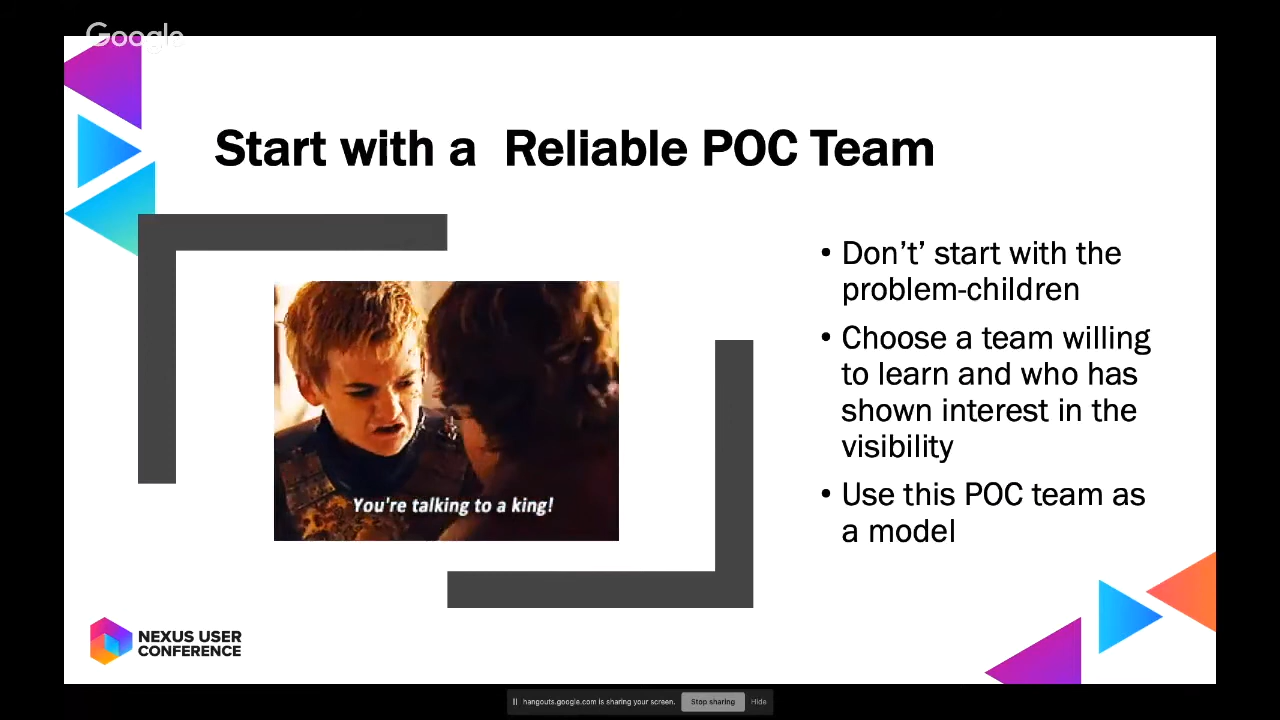 Google
Start with a Reliable POC Team
• Don’t’ start with the
problem-children
• Choose a team willing
to learn and who has
shown interest in the
visibility
• Use this POC team as
a model
You're talking to a king!
NEXUS USER
CONFERENCE
hangouts.google.com is sharing your screen. Stop sharing Hide